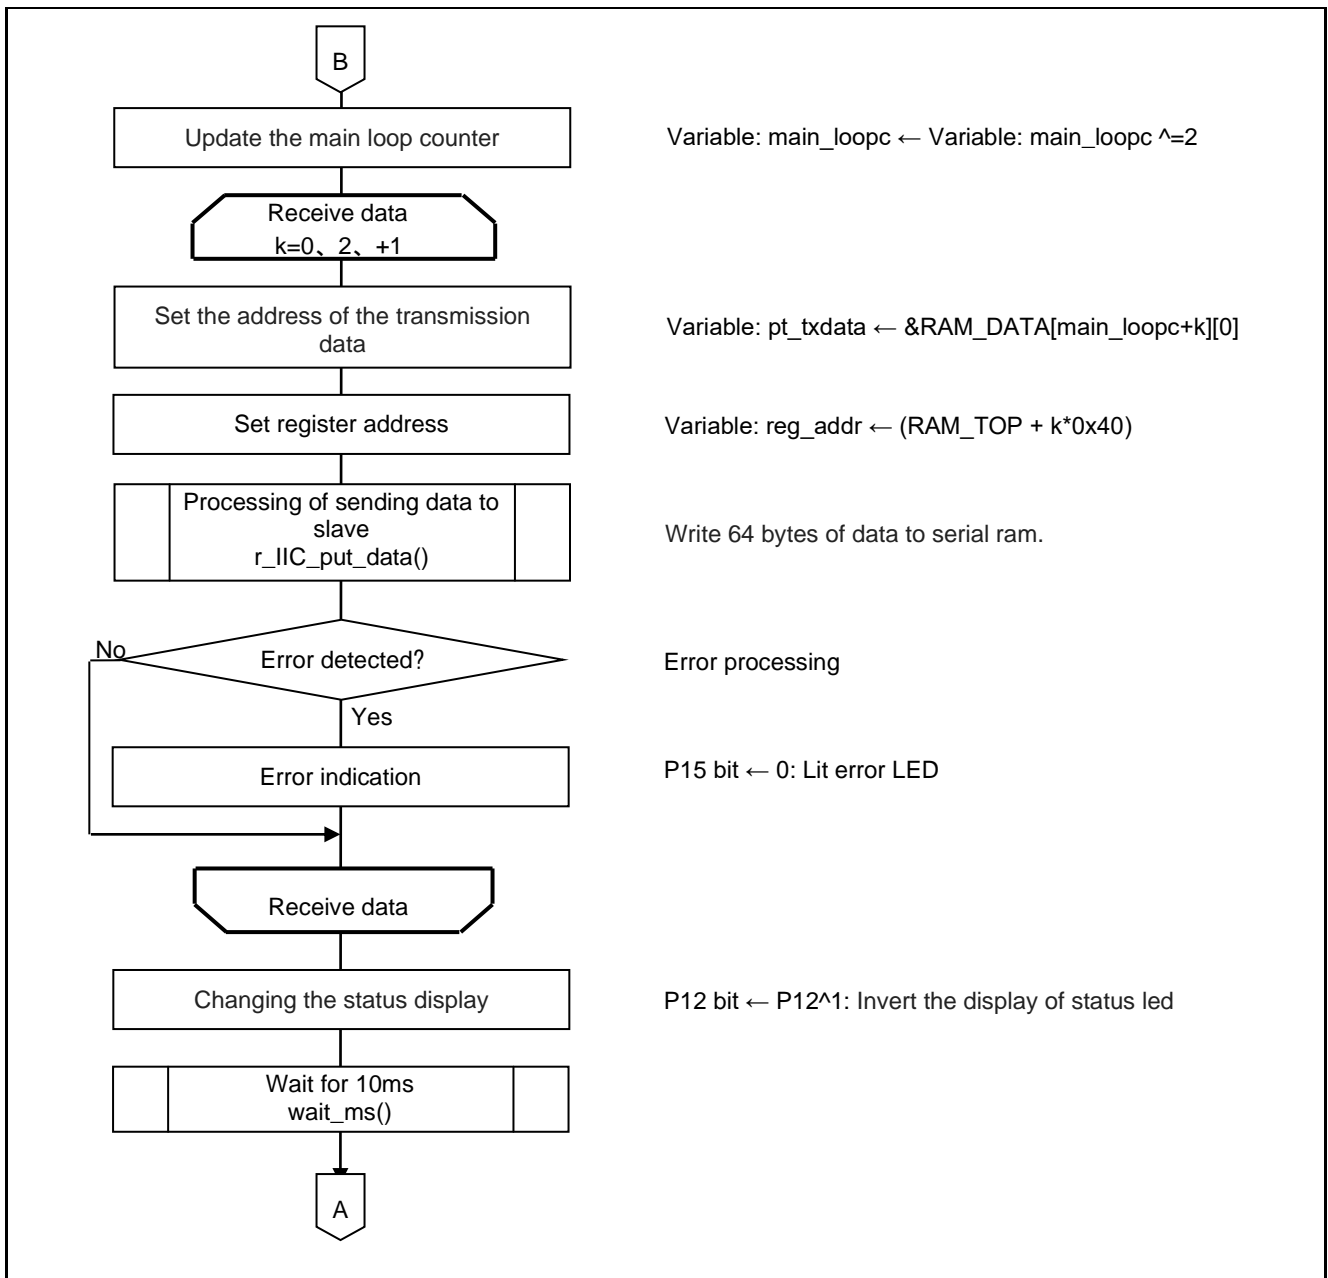 B
Update the main loop counter
Variable: main_loopc ← Variable: main_loopc ^=2
Receive data
k=0、2、+1
Set the address of the transmission
data
Variable: pt_txdata ← &RAM_DATA[main_loopc+k][0]
Set register address
Variable: reg_addr ← (RAM_TOP + k*0x40)
Processing of sending data to
slave
r_IIC_put_data()
Write 64 bytes of data to serial ram.
No
Error detected?
Error processing
Yes
Error indication
P15 bit ← 0: Lit error LED
Receive data
Changing the status display
P12 bit ← P12^1: Invert the display of status led
Wait for 10ms
wait_ms()
A